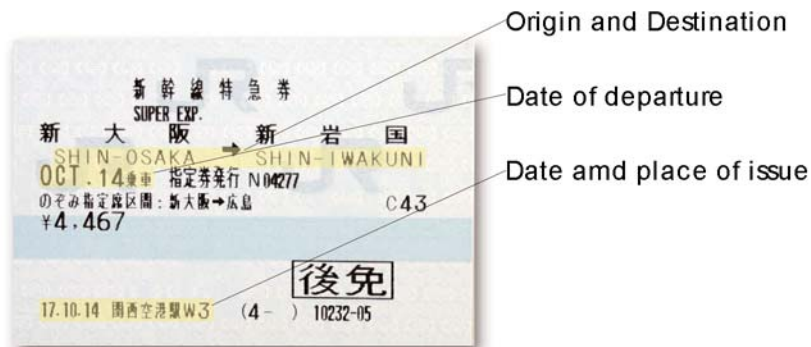 Origin and Destination
Date of departure
Date amd place of issue
新幹線特急券
SUPER EXP.
新大阪 → 新岩国
SHIN-OSAKA SHIN-IWAKUNI
OCT.14乗車 指定券発行 N04277
のぞみ指定席区間:新大阪→広島 C43
¥4,467
後免
17.10.14 関西空港駅W3 (4- ) 10232-05